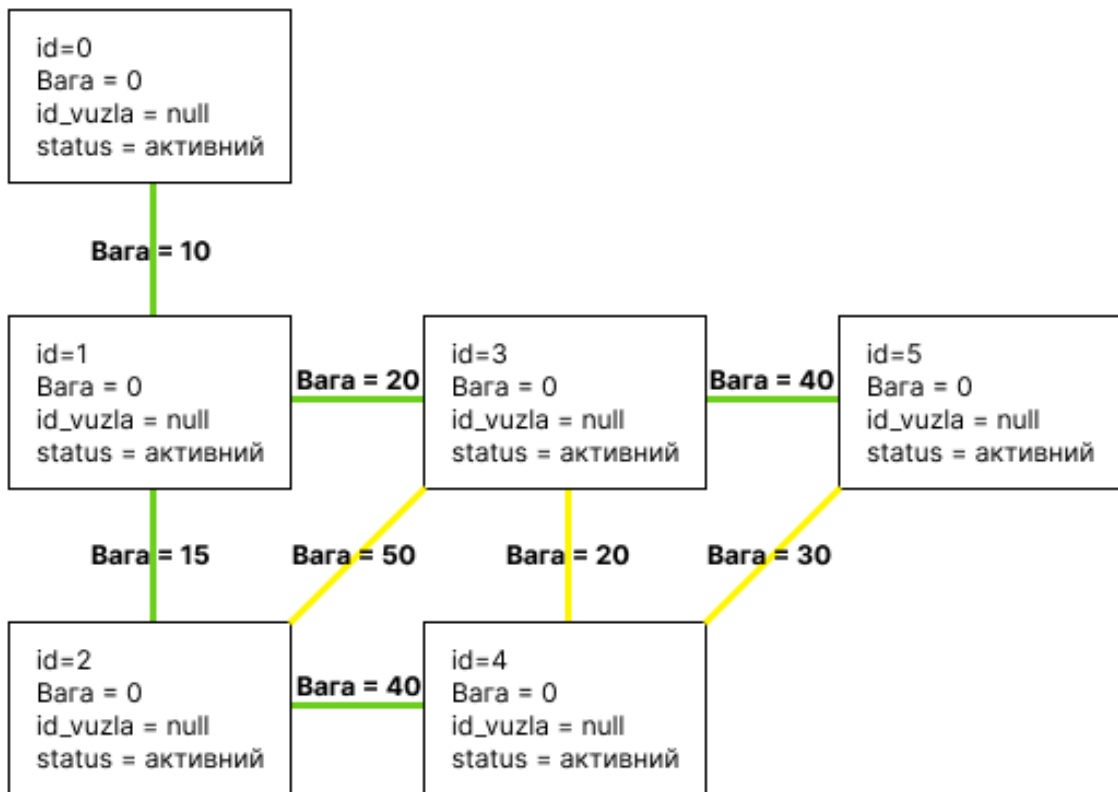 id=0
Вага = 0
id_vuzla = null
status = активний
Вага = 10
id=1
Вага = 0
id_vuzla = null
status = активний
Вага = 20
id=3
Вага = 0
id_vuzla = null
status = активний
Вага = 40
id=5
Вага = 0
id_vuzla = null
status = активний
Вага = 15
Вага = 50
Вага = 20
Вага = 30
id=2
Вага = 0
id_vuzla = null
status = активний
Вага = 40
id=4
Вага = 0
id_vuzla = null
status = активний